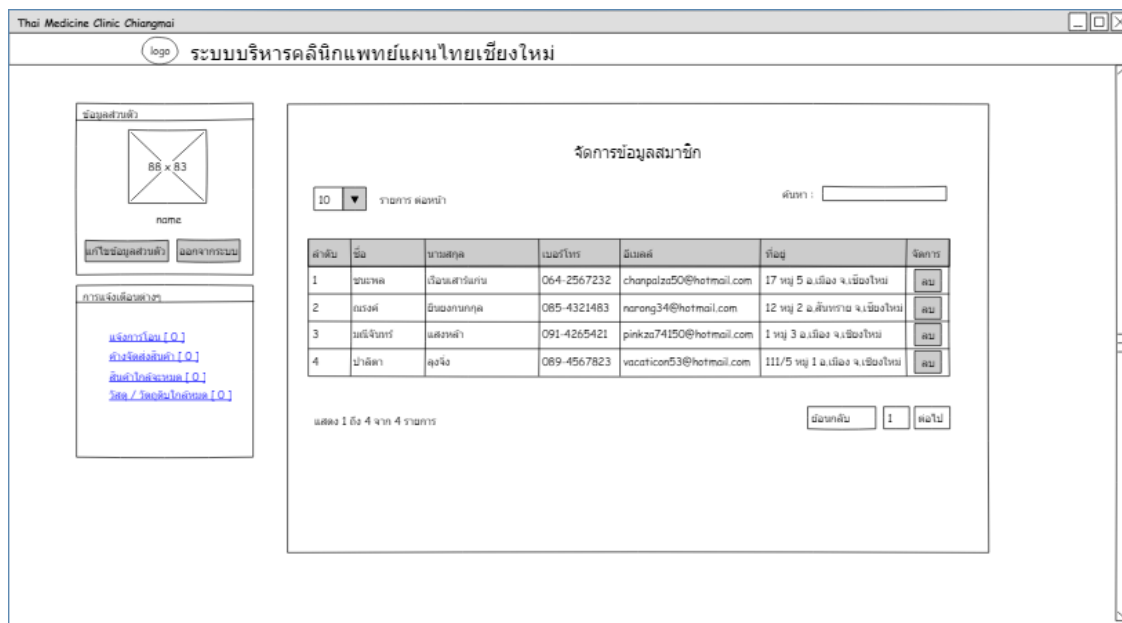 Thai Medicine Clinic Chiangmai
logo ระบบบริหารคลินิกแพทย์แผนไทยเชียงใหม่
ข้อมูลส่วนตัว
88 x 83
name
แก้ไขข้อมูลส่วนตัว ออกจากระบบ
การแจ้งเตือนต่างๆ
แจ้งการโอน [ 0 ]
ค้างจัดส่งสินค้า [ 0 ]
สินค้าใกล้จะหมด [ 0 ]
วัสดุ / วัตถุดิบใกล้หมด [ 0 ]
จัดการข้อมูลสมาชิก
10 รายการ ต่อหน้า ค้นหา :
ลำดับ ชื่อ นามสกุล เบอร์โทร อีเมลล์ ที่อยู่ จัดการ
1 ชนะพล เรือนเสาร์แก่น 064-2567232 chanpalza50@hotmail.com 17 หมู่ 5 อ.เมือง จ.เชียงใหม่ ลบ
2 ณรงค์ 085-4321483 narong34@hotmail.com 12 หมู่ 2 อ.สันทราย จ.เชียงใหม่ ลบ
3 มณีจันทร์ แสงหล้า 091-4265421 pinkza74150@hotmail.com 1 หมู่ 3 อ.เมือง จ.เชียงใหม่ ลบ
4 ปาลิตา ลุงจิ่ง 089-4567823 vacaticon53@hotmail.com 111/5 หมู่ 1 อ.เมือง จ.เชียงใหม่ ลบ
แสดง 1 ถึง 4 จาก 4 รายการ ย้อนกลับ 1 ต่อไป